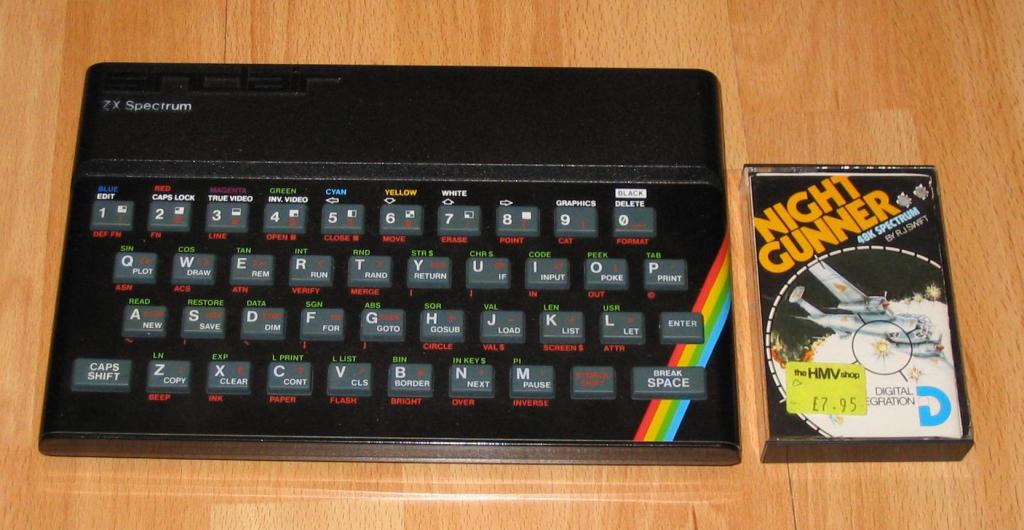 sinclair
ZX Spectrum
BLUE RED MAGENTA GREEN CYAN YELLOW WHITE BLACK
EDIT CAPS LOCK TRUE VIDEO INV. VIDEO GRAPHICS DELETE
1 2 3 4 5 6 7 8 9 0
DEF FN FN LINE OPEN # CLOSE # MOVE ERASE POINT CAT FORMAT
SIN COS TAN INT RND STR $ CHR $ CODE PEEK TAB
Q W E R T Y U I O P
PLOT DRAW REM RUN RAND RETURN IF INPUT POKE PRINT
ASN ACS ATN VERIFY MERGE [ ] IN OUT ©
READ RESTORE DATA SGN ABS SQR VAL LEN USR
A S D F G H J K L ENTER
NEW SAVE DIM FOR GOTO GOSUB LOAD LIST LET
CIRCLE VAL $ SCREEN $ ATTR
LN EXP L PRINT L LIST BIN IN KEY $ PI
CAPS SHIFT Z X C V B N M SYMBOL SHIFT BREAK SPACE
COPY CLEAR CONT CLS BORDER NEXT PAUSE
BEEP INK PAPER FLASH BRIGHT OVER INVERSE
NIGHT
GUNNER
48K SPECTRUM
BY R.J.SWIFT
the HMV shop
£7.95
DIGITAL
EGRATION